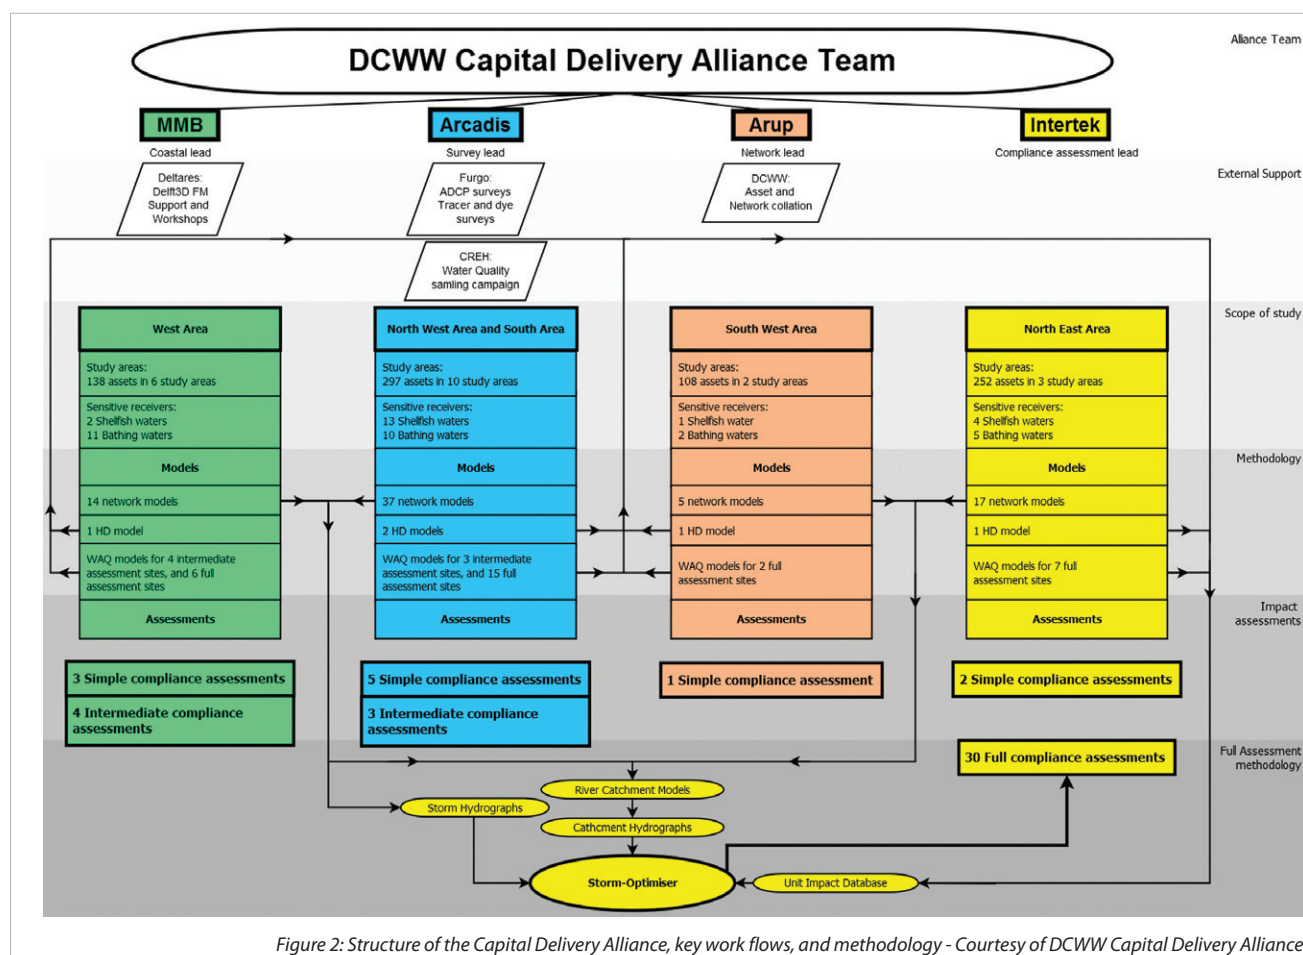 Alliance Team
DCWW Capital Delivery Alliance Team
MMB
Coastal lead
Arcadis
Survey lead
Arup
Network lead
Intertek
Compliance assessment lead
External Support
Deltares:
Delft3D FM
Support and
Workshops
Furgo:
ADCP surveys
Tracer and dye
surveys
DCWW:
Asset and
Network collation
CREH:
Water Quality
samling campaign
Scope of study
West Area
Study areas:
138 assets in 6 study areas
Sensitive receivers:
2 Shellfish waters
11 Bathing waters
Models
14 network models
1 HD model
WAQ models for 4 intermediate
assessment sites, and 6 full
assessment sites
Assessments
North West Area and South Area
Study areas:
297 assets in 10 study areas
Sensitive receivers:
13 Shellfish waters
10 Bathing waters
Models
37 network models
2 HD models
WAQ models for 3 intermediate
assessment sites, and 15 full
assessment sites
Assessments
South West Area
Study areas:
108 assets in 2 study areas
Sensitive receivers:
1 Shellfish water
2 Bathing waters
Models
5 network models
1 HD model
WAQ models for 2 full
assessment sites
Assessments
North East Area
Study areas:
252 assets in 3 study areas
Sensitive receivers:
4 Shellfish waters
5 Bathing waters
Models
17 network models
1 HD model
WAQ models for 7 full
assessment sites
Assessments
Methodology
Impact
assessments
3 Simple compliance assessments
4 Intermediate compliance
assessments
5 Simple compliance assessments
3 Intermediate compliance
assessments
1 Simple compliance assessment
2 Simple compliance assessments
Full Assessment
methodology
30 Full compliance assessments
River Catchment Models
Storm Hydrographs
Cathcment Hydrographs
Storm-Optimiser
Unit Impact Database
Figure 2: Structure of the Capital Delivery Alliance, key work flows, and methodology - Courtesy of DCWW Capital Delivery Alliance